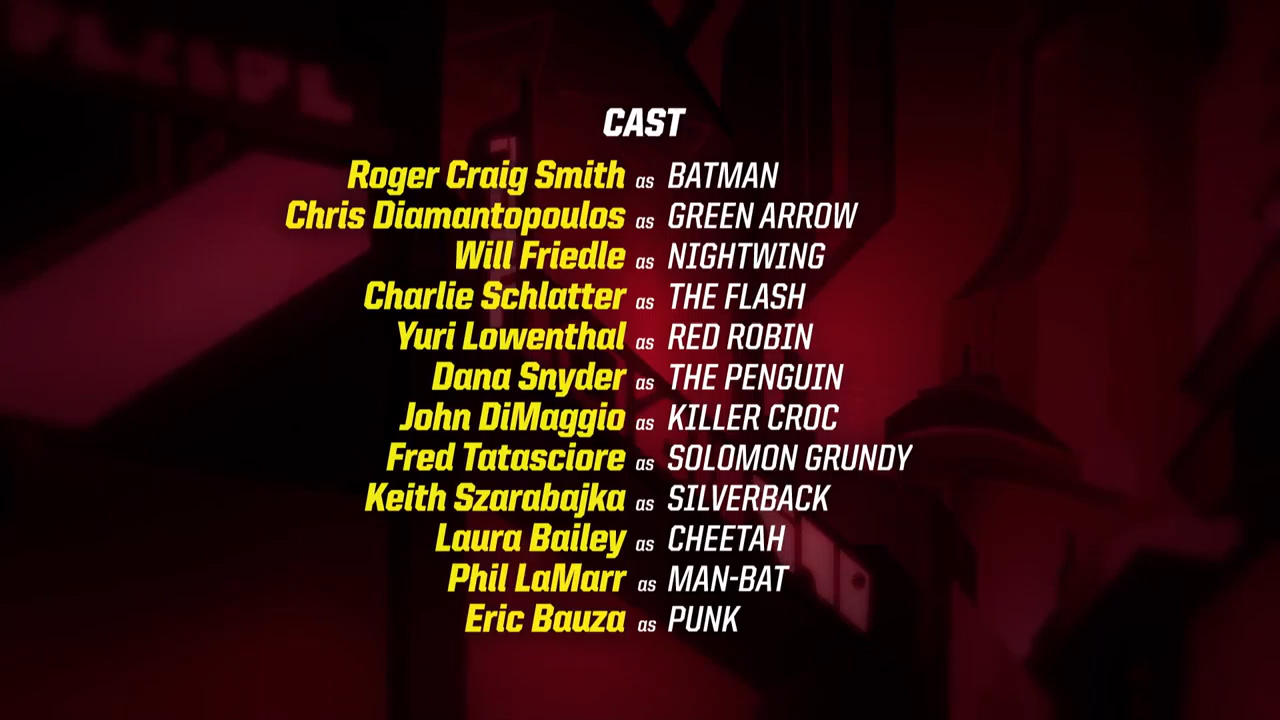 CAST
Roger Craig Smith as BATMAN
Chris Diamantopoulos as GREEN ARROW
Will Friedle as NIGHTWING
Charlie Schlatter as THE FLASH
Yuri Lowenthal as RED ROBIN
Dana Snyder as THE PENGUIN
John DiMaggio as KILLER CROC
Fred Tatasciore as SOLOMON GRUNDY
Keith Szarabajka as SILVERBACK
Laura Bailey as CHEETAH
Phil LaMarr as MAN-BAT
Eric Bauza as PUNK